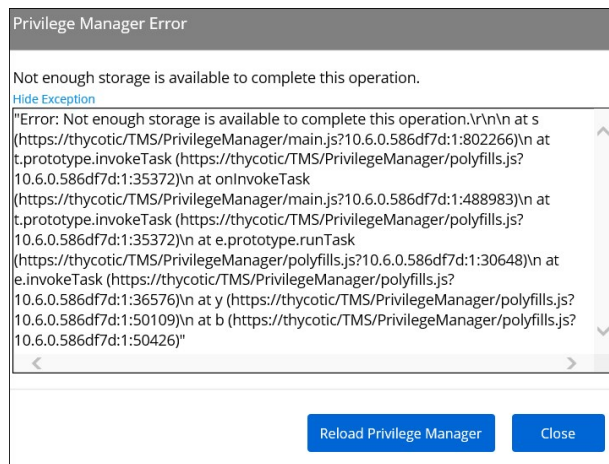 Privilege Manager Error
Not enough storage is available to complete this operation.
Hide Exception
"Error: Not enough storage is available to complete this operation.\r\n\n at s
(https://thycotic/TMS/PrivilegeManager/main.js?10.6.0.586df7d:1:802266)\n at
t.prototype.invokeTask (https://thycotic/TMS/PrivilegeManager/polyfills.js?
10.6.0.586df7d:1:35372)\n at onInvokeTask
(https://thycotic/TMS/PrivilegeManager/main.js?10.6.0.586df7d:1:488983)\n at
t.prototype.invokeTask (https://thycotic/TMS/PrivilegeManager/polyfills.js?
10.6.0.586df7d:1:35372)\n at e.prototype.runTask
(https://thycotic/TMS/PrivilegeManager/polyfills.js?10.6.0.586df7d:1:30648)\n at
e.invokeTask (https://thycotic/TMS/PrivilegeManager/polyfills.js?
10.6.0.586df7d:1:36576)\n at y (https://thycotic/TMS/PrivilegeManager/polyfills.js?
10.6.0.586df7d:1:50109)\n at b (https://thycotic/TMS/PrivilegeManager/polyfills.js?
10.6.0.586df7d:1:50426)"
Reload Privilege Manager
Close